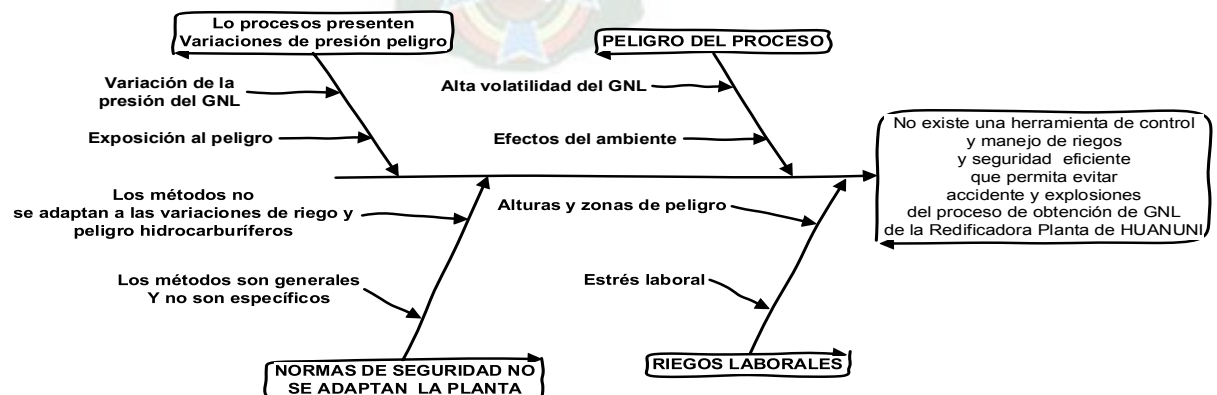 Lo procesos presenten
Variaciones de presión peligro
PELIGRO DEL PROCESO
Variación de la
presión del GNL
Alta volatilidad del GNL
Exposición al peligro
Efectos del ambiente
No existe una herramienta de control
y manejo de riegos
y seguridad eficiente
que permita evitar
accidente y explosiones
del proceso de obtención de GNL
de la Redificadora Planta de HUANUNI
Los métodos no
se adaptan a las variaciones de riego y
peligro hidrocarburíferos
Alturas y zonas de peligro
Los métodos son generales
Y no son específicos
Estrés laboral
NORMAS DE SEGURIDAD NO
SE ADAPTAN LA PLANTA
RIEGOS LABORALES